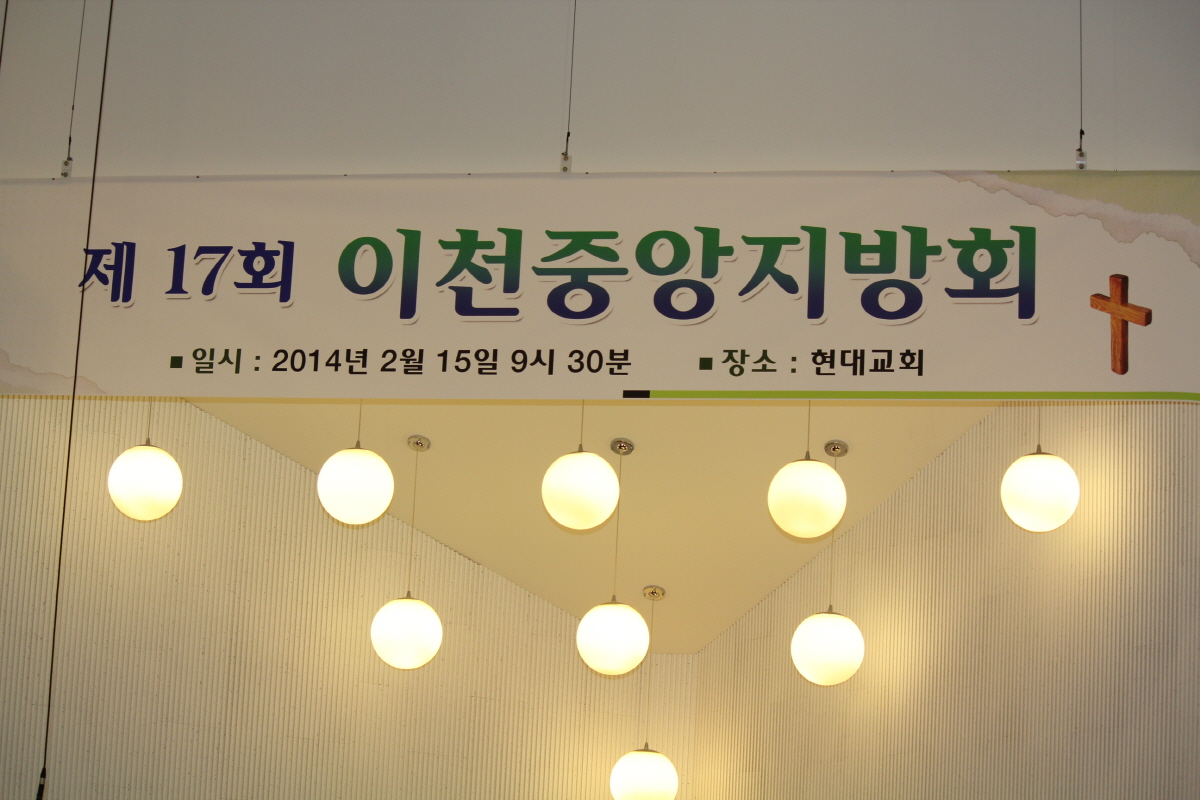 제 17회 이천중앙지방회
■ 일시 : 2014년 2월 15일 9시 30분 ■ 장소 : 현대교회